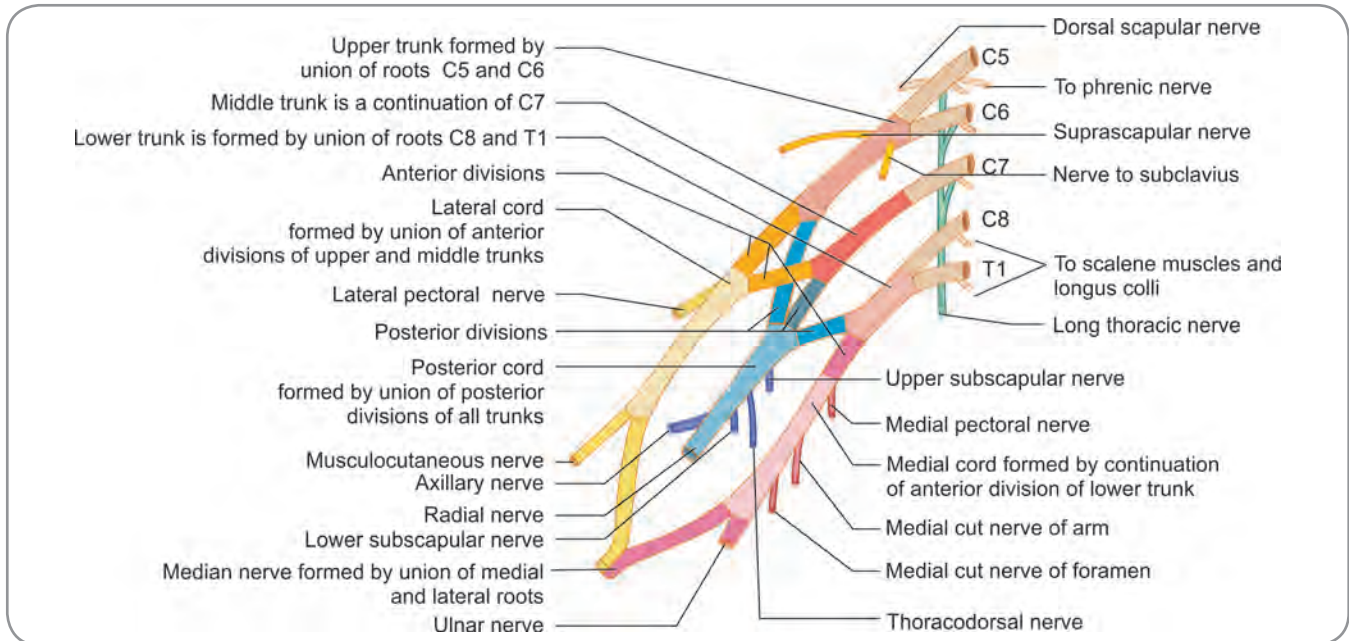 Upper trunk formed by
union of roots C5 and C6
Middle trunk is a continuation of C7
Lower trunk is formed by union of roots C8 and T1
Anterior divisions
Lateral cord
formed by union of anterior
divisions of upper and middle trunks
Lateral pectoral nerve
Posterior divisions
Posterior cord
formed by union of posterior
divisions of all trunks
Musculocutaneous nerve
Axillary nerve
Radial nerve
Lower subscapular nerve
Median nerve formed by union of medial
and lateral roots
Ulnar nerve
C5
C6
C7
C8
T1
Dorsal scapular nerve
To phrenic nerve
Suprascapular nerve
Nerve to subclavius
To scalene muscles and
longus colli
Long thoracic nerve
Upper subscapular nerve
Medial pectoral nerve
Medial cord formed by continuation
of anterior division of lower trunk
Medial cut nerve of arm
Medial cut nerve of foramen
Thoracodorsal nerve